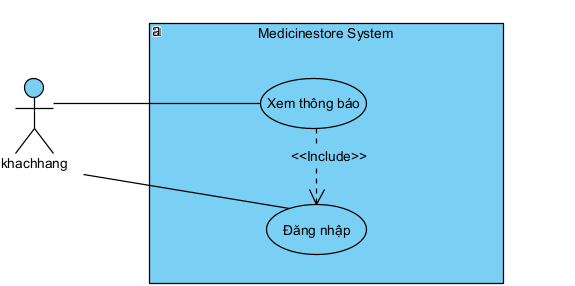 a
Medicinestore System
Xem thông báo
<<Include>>
khachhang
Đăng nhập